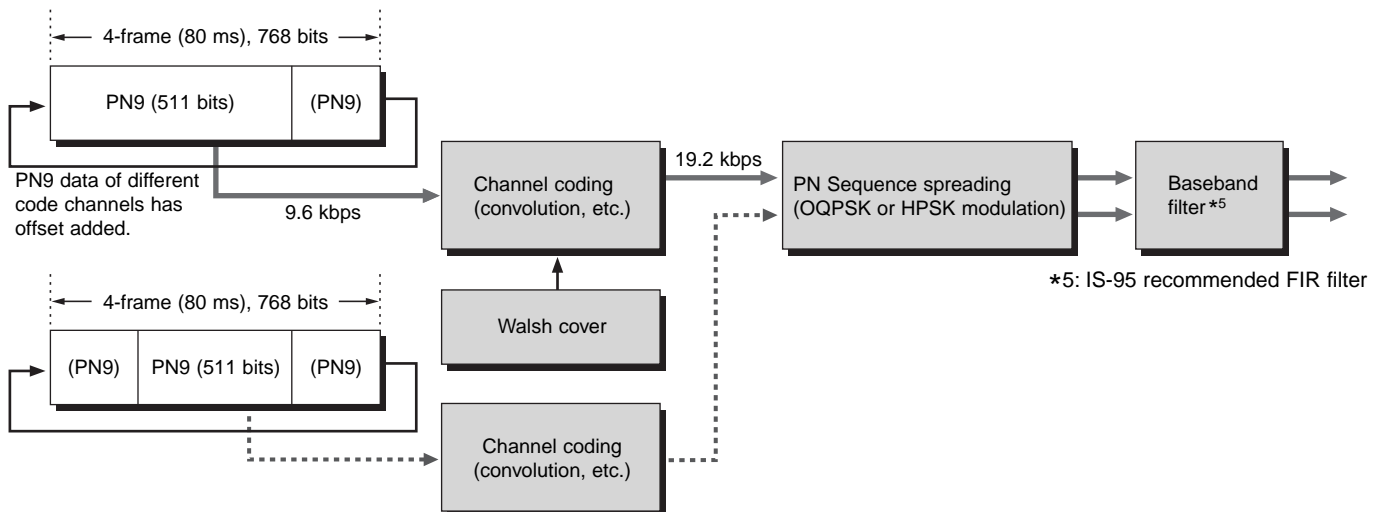 4-frame (80 ms), 768 bits
PN9 (511 bits)
(PN9)
PN9 data of different
code channels has
offset added.
9.6 kbps
Channel coding
(convolution, etc.)
19.2 kbps
PN Sequence spreading
(OQPSK or HPSK modulation)
Baseband
filter*5
*5: IS-95 recommended FIR filter
Walsh cover
4-frame (80 ms), 768 bits
(PN9)
PN9 (511 bits)
(PN9)
Channel coding
(convolution, etc.)